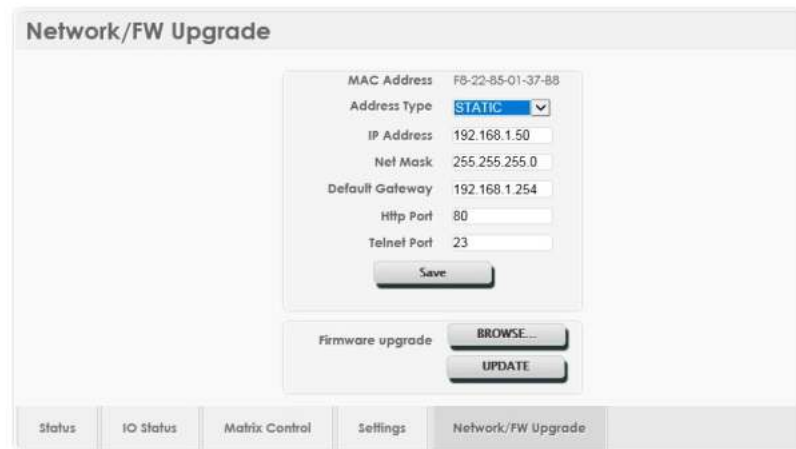 Network/FW Upgrade
MAC Address F8-22-85-01-37-B8
Address Type STATIC
IP Address 192.168.1.50
Net Mask 255.255.255.0
Default Gateway 192.168.1.254
Http Port 80
Telnet Port 23
Save
Firmware upgrade BROWSE...
UPDATE
Status IO Status Matrix Control Settings Network/FW Upgrade